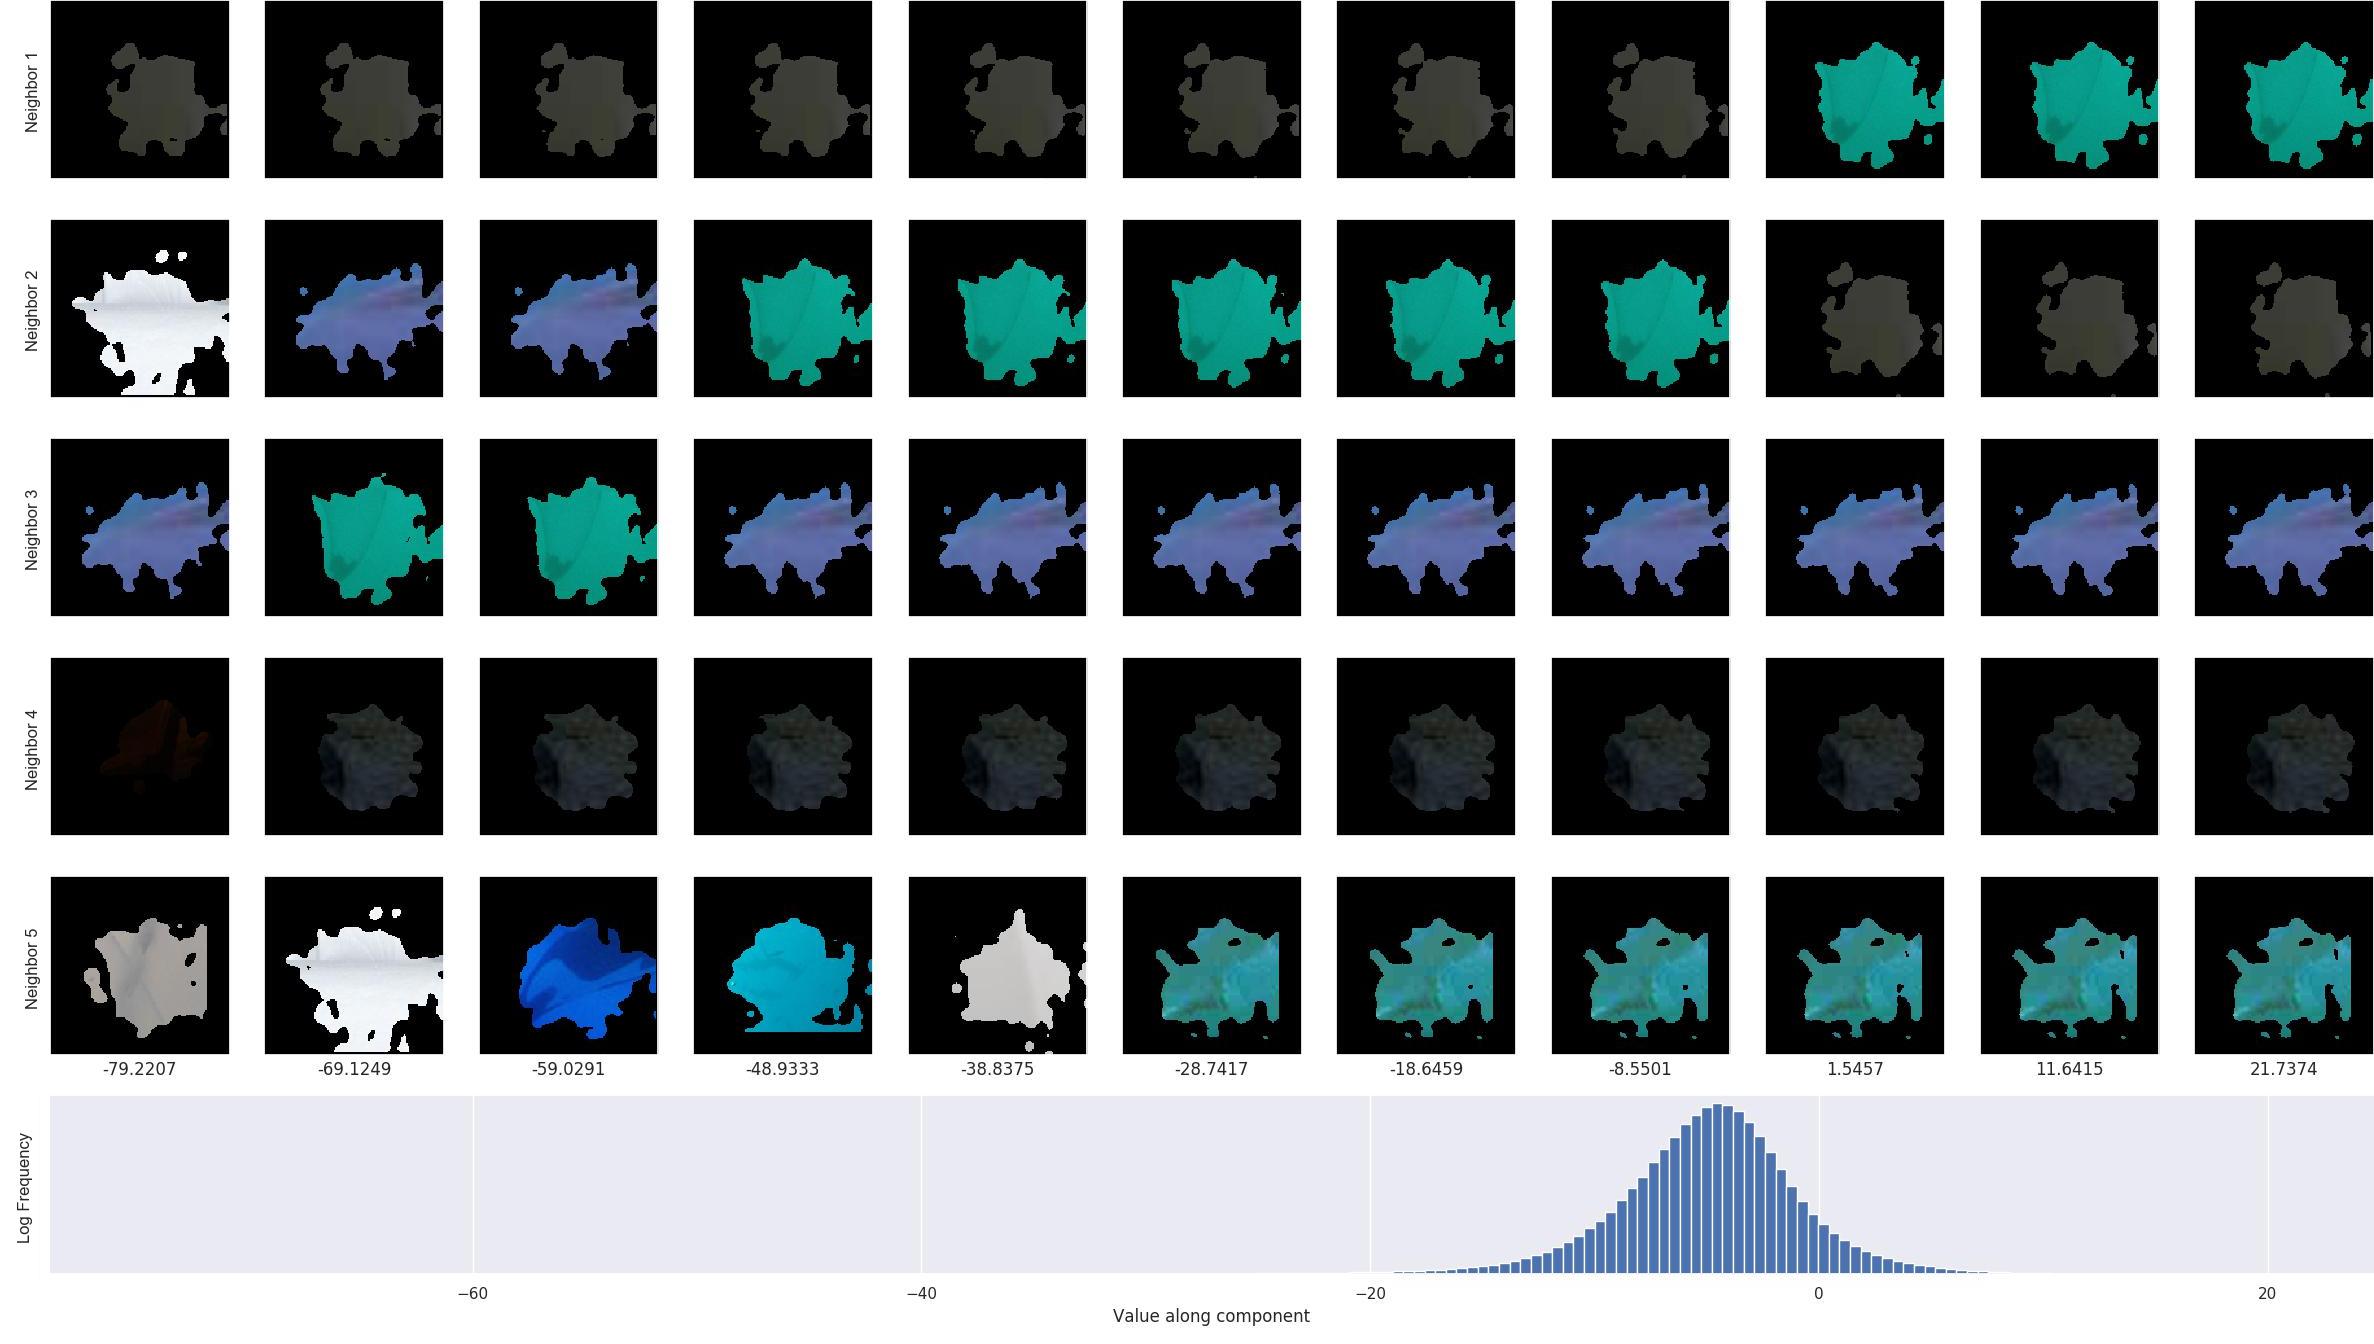 Neighbor 1
Neighbor 2
Neighbor 3
Neighbor 4
Neighbor 5
-79.2207 -69.1249 -59.0291 -48.9333 -38.8375 -28.7417 -18.6459 -8.5501 1.5457 11.6415 21.7374
Log Frequency
−60 −40 −20 0 20
Value along component